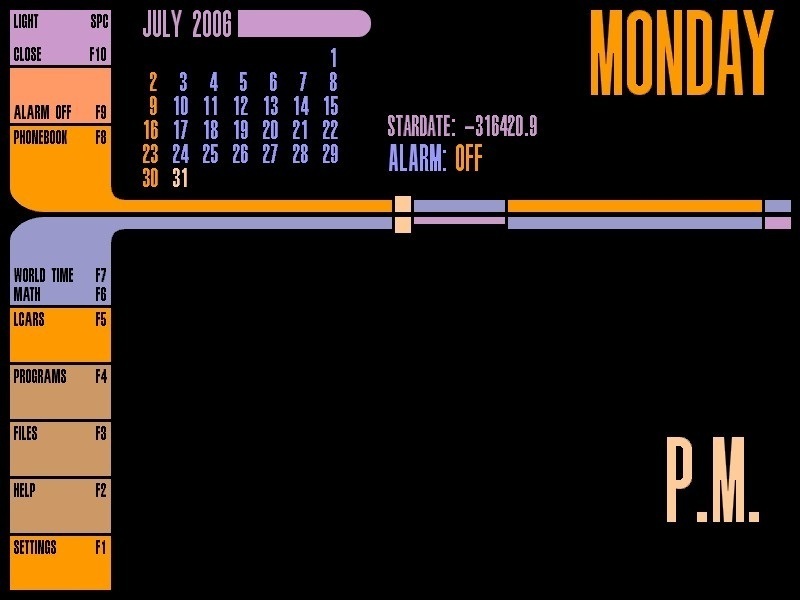 LIGHT SPC
CLOSE F10
ALARM OFF F9
PHONEBOOK F8
JULY 2006
1
2 3 4 5 6 7 8
9 10 11 12 13 14 15
16 17 18 19 20 21 22
23 24 25 26 27 28 29
30 31
STARDATE: -316420.9
ALARM: OFF
MONDAY
WORLD TIME F7
MATH F6
LCARS F5
PROGRAMS F4
FILES F3
HELP F2
SETTINGS F1
P.M.